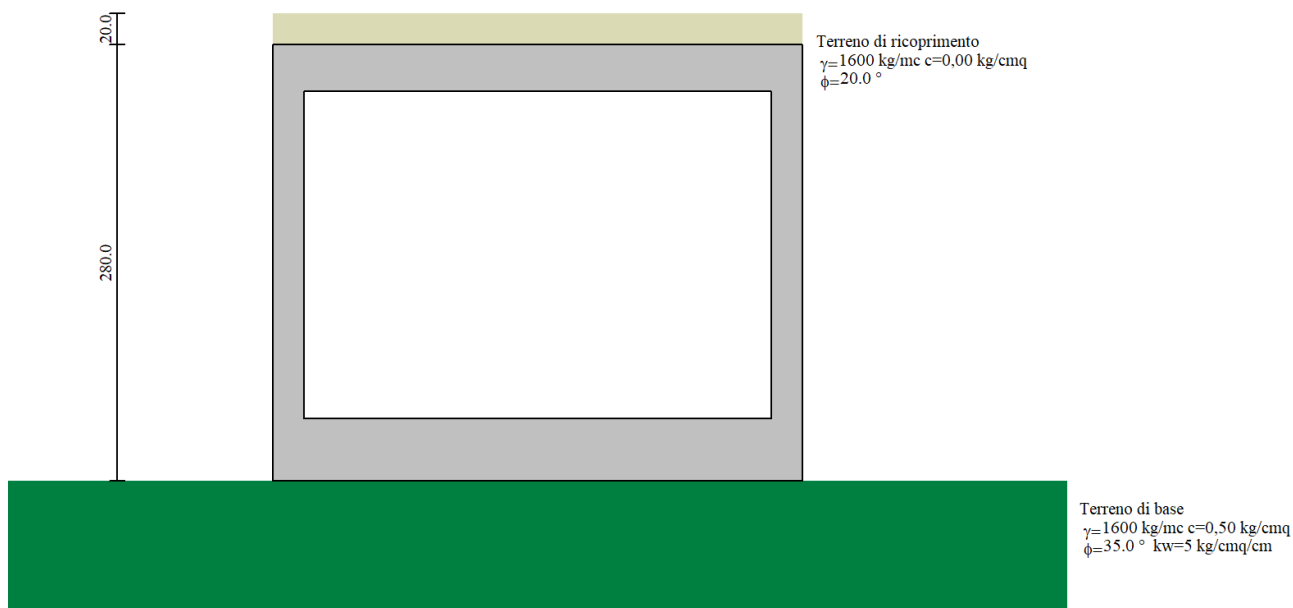 20.0
Terreno di ricoprimento
γ=1600 kg/mc c=0,00 kg/cmq
ϕ=20.0 °
280.0
Terreno di base
γ=1600 kg/mc c=0,50 kg/cmq
ϕ=35.0 ° kw=5 kg/cmq/cm